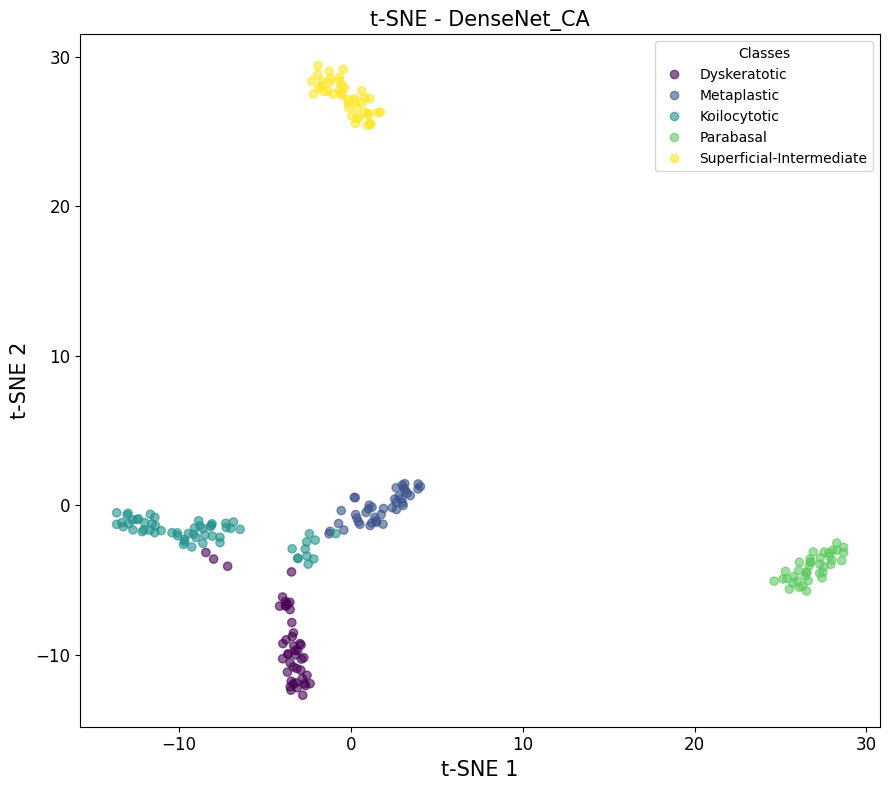 t-SNE - DenseNet_CA
Classes
Dyskeratotic
Metaplastic
Koilocytotic
Parabasal
Superficial-Intermediate
30
20
10
0
−10
t-SNE 2
−10
0
10
20
30
t-SNE 1